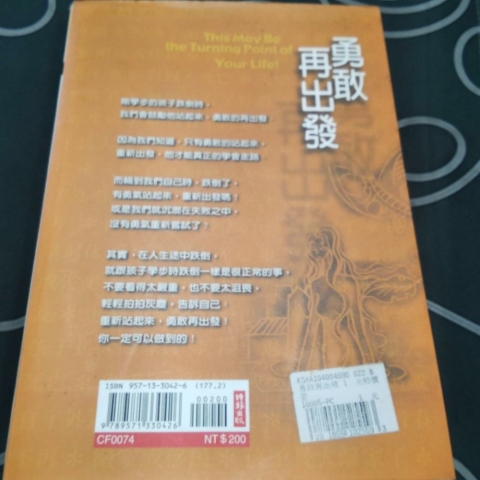 This May Be
the Turning Point of
Your Life!
勇敢
再出發
剛學步的孩子跌倒時，
我們會鼓勵他站起來，勇敢的再出發
因為我們知道，只有勇敢的站起來，
重新出發，他才能真正的學會走路
而輪到我們自己時，跌倒了，
有勇氣站起來，重新出發嗎！
或是我們就沉溺在失敗之中，
沒有勇氣重新嘗試了！
其實，在人生途中跌倒，
就跟孩子學步時跌倒一樣是很正常的事，
不要看得太嚴重，也不要太沮喪，
輕輕拍拍灰塵，告訴自己：
重新站起來，勇敢再出發！
你一定可以做到的！
ISBN 957-13-3042-6 (177.2)
00200
9789571330426
CF0074
NT$200